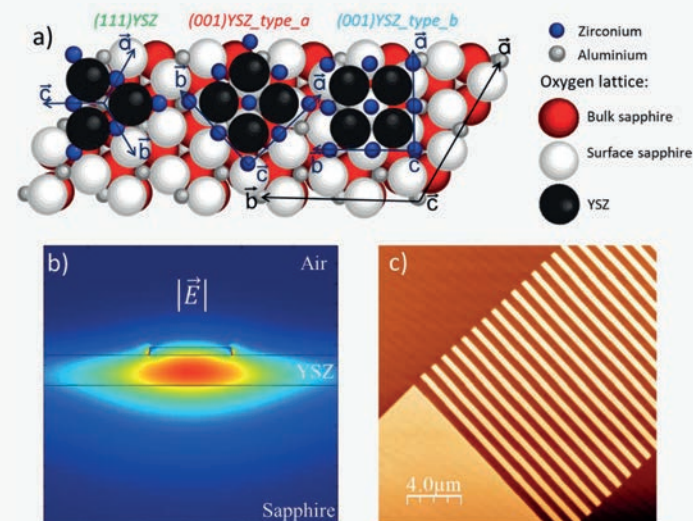 a)
(111)YSZ
(001)YSZ_type_a
(001)YSZ_type_b
a
c
b
b
a
c
a
b
c
a
b
c
Zirconium
Aluminium
Oxygen lattice:
Bulk sapphire
Surface sapphire
YSZ
b)
Air
|E|
YSZ
Sapphire
c)
4.0μm